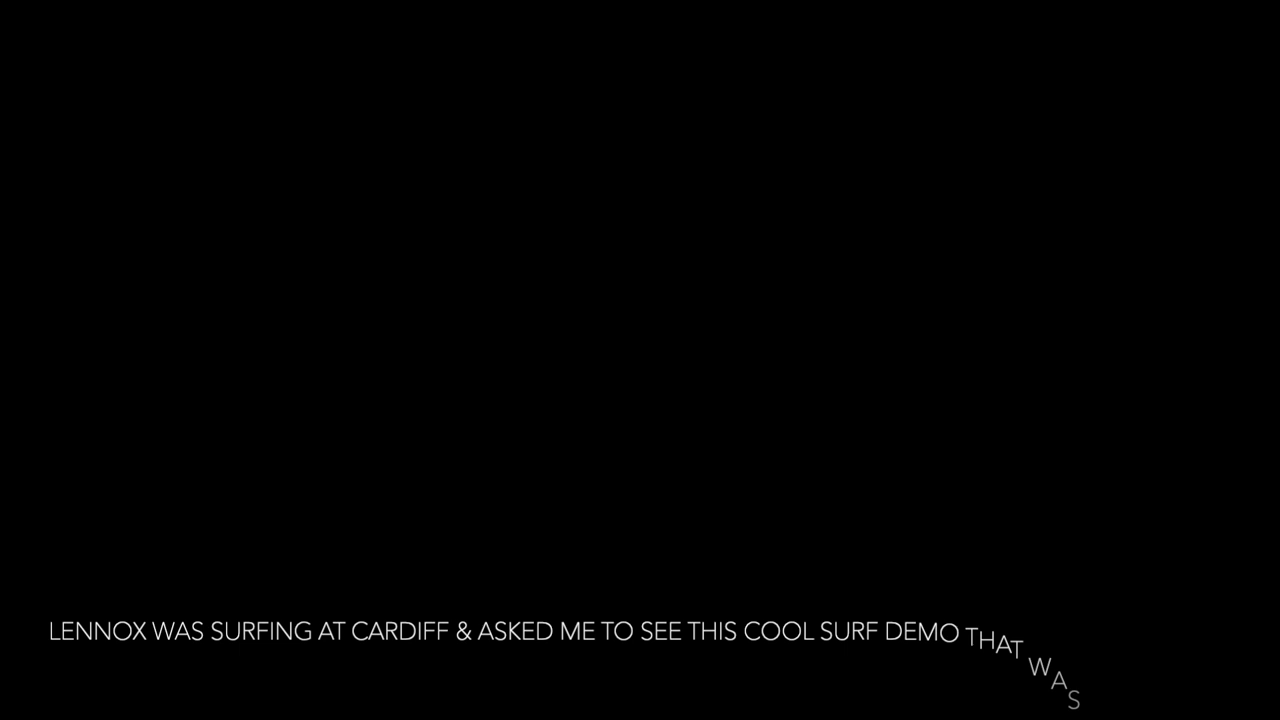 LENNOX WAS SURFING AT CARDIFF & ASKED ME TO SEE THIS COOL SURF DEMO THAT WAS